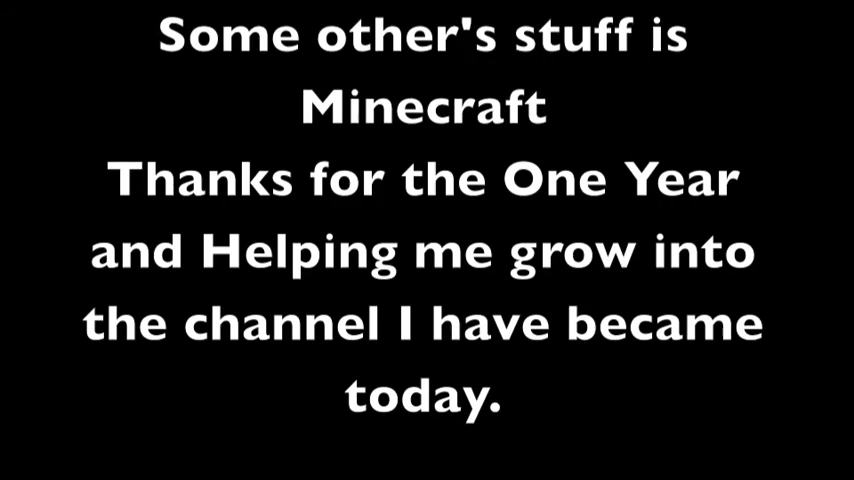 Some other's stuff is
Minecraft
Thanks for the One Year
and Helping me grow into
the channel I have became
today.